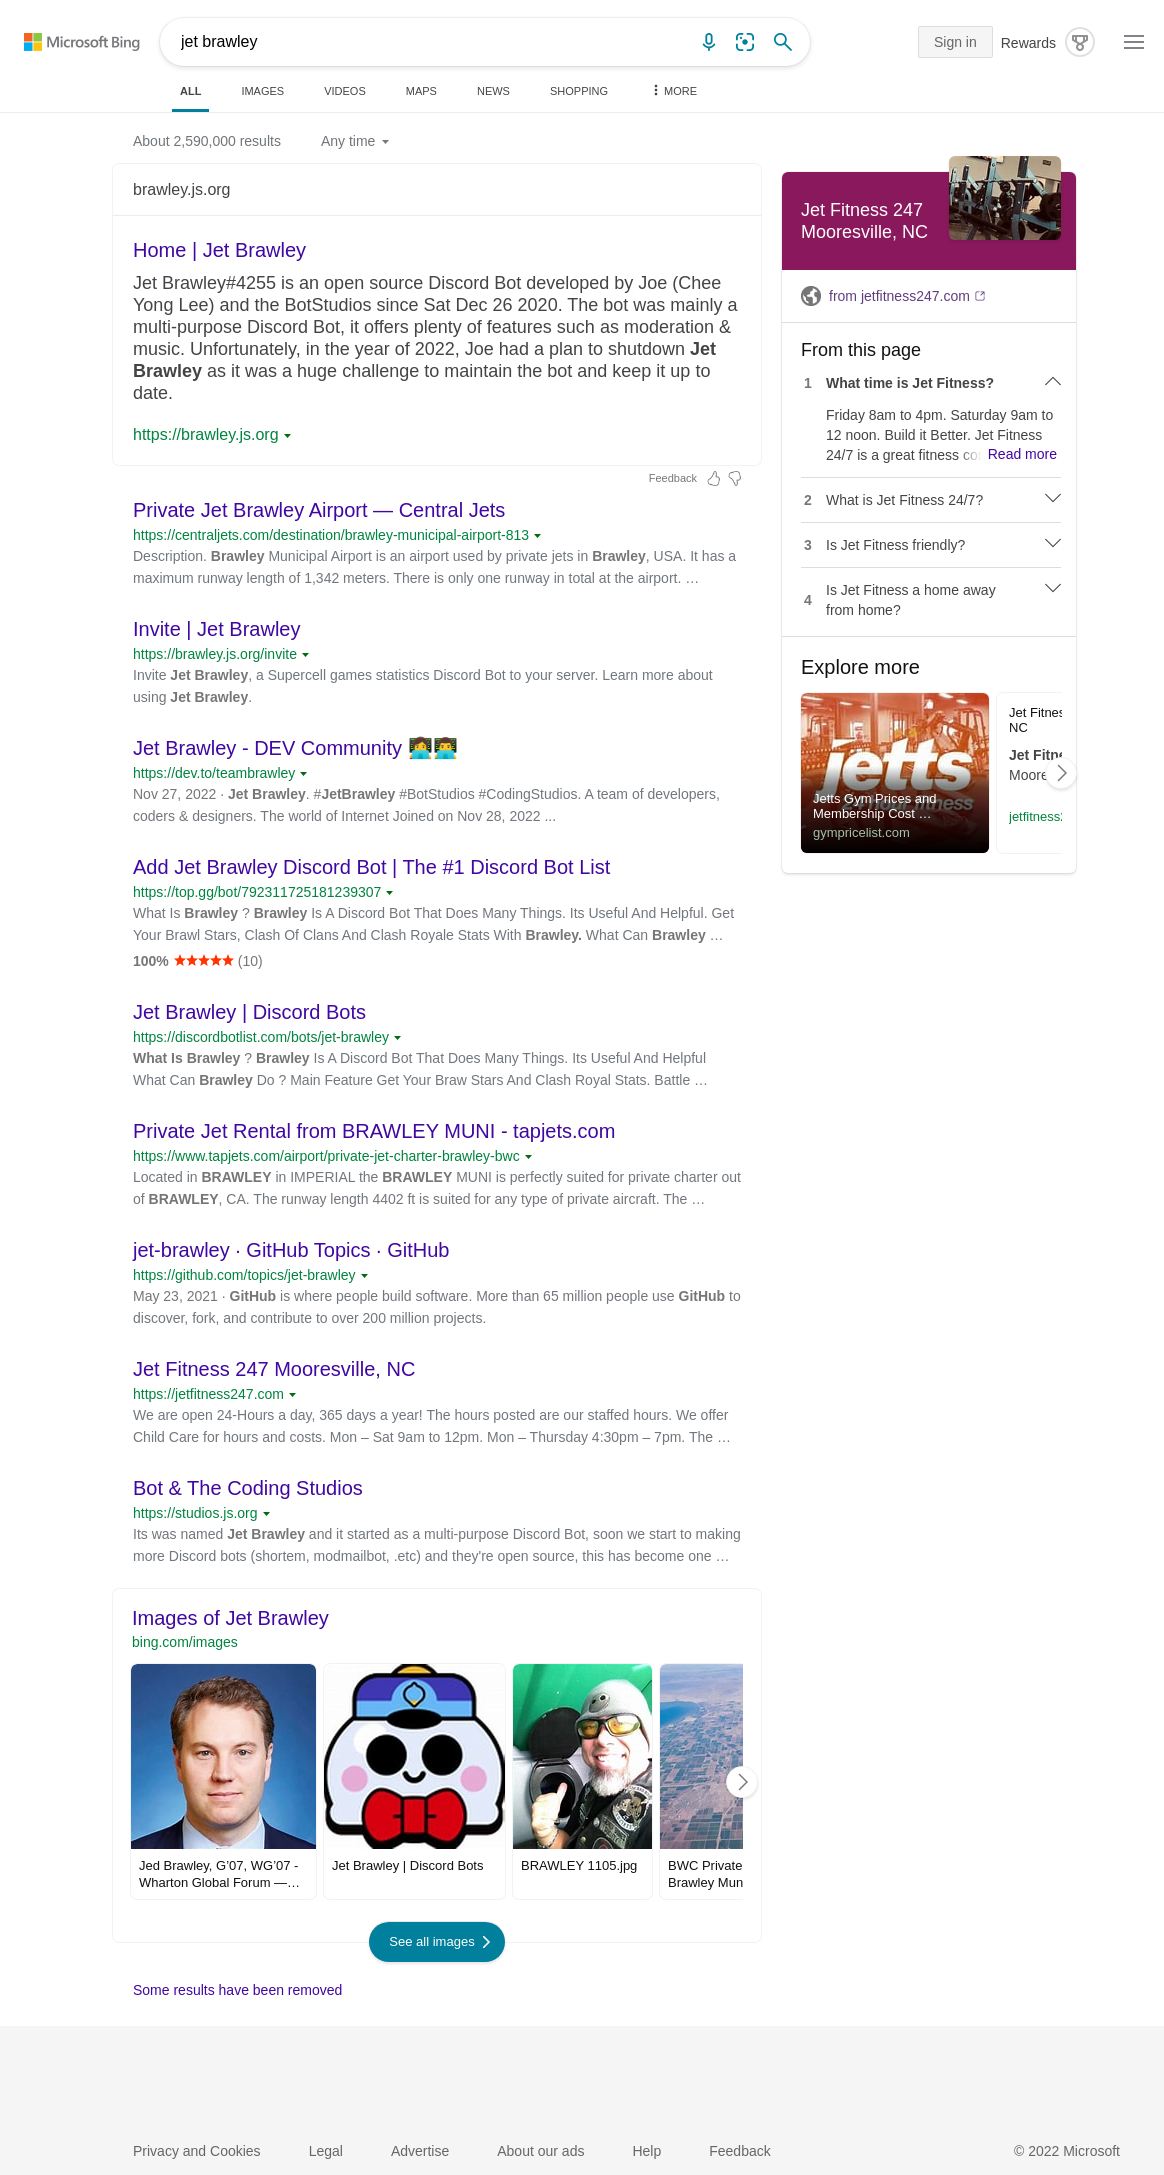 Microsoft Bing
jet brawley
Sign in
Rewards
ALL
IMAGES
VIDEOS
MAPS
NEWS
SHOPPING
MORE
About 2,590,000 results
Any time
brawley.js.org
Home | Jet Brawley
Jet Brawley#4255 is an open source Discord Bot developed by Joe (Chee
Yong Lee) and the BotStudios since Sat Dec 26 2020. The bot was mainly a
multi-purpose Discord Bot, it offers plenty of features such as moderation &
music. Unfortunately, in the year of 2022, Joe had a plan to shutdown Jet
Brawley as it was a huge challenge to maintain the bot and keep it up to
date.
https://brawley.js.org
Feedback
Private Jet Brawley Airport — Central Jets
https://centraljets.com/destination/brawley-municipal-airport-813
Description. Brawley Municipal Airport is an airport used by private jets in Brawley, USA. It has a
maximum runway length of 1,342 meters. There is only one runway in total at the airport. …
Invite | Jet Brawley
https://brawley.js.org/invite
Invite Jet Brawley, a Supercell games statistics Discord Bot to your server. Learn more about
using Jet Brawley.
Jet Brawley - DEV Community 👩‍💻👨‍💻
https://dev.to/teambrawley
Nov 27, 2022 · Jet Brawley. #JetBrawley #BotStudios #CodingStudios. A team of developers,
coders & designers. The world of Internet Joined on Nov 28, 2022 ...
Add Jet Brawley Discord Bot | The #1 Discord Bot List
https://top.gg/bot/792311725181239307
What Is Brawley ? Brawley Is A Discord Bot That Does Many Things. Its Useful And Helpful. Get
Your Brawl Stars, Clash Of Clans And Clash Royale Stats With Brawley. What Can Brawley …
100% ★★★★★ (10)
Jet Brawley | Discord Bots
https://discordbotlist.com/bots/jet-brawley
What Is Brawley ? Brawley Is A Discord Bot That Does Many Things. Its Useful And Helpful
What Can Brawley Do ? Main Feature Get Your Braw Stars And Clash Royal Stats. Battle …
Private Jet Rental from BRAWLEY MUNI - tapjets.com
https://www.tapjets.com/airport/private-jet-charter-brawley-bwc
Located in BRAWLEY in IMPERIAL the BRAWLEY MUNI is perfectly suited for private charter out
of BRAWLEY, CA. The runway length 4402 ft is suited for any type of private aircraft. The …
jet-brawley · GitHub Topics · GitHub
https://github.com/topics/jet-brawley
May 23, 2021 · GitHub is where people build software. More than 65 million people use GitHub to
discover, fork, and contribute to over 200 million projects.
Jet Fitness 247 Mooresville, NC
https://jetfitness247.com
We are open 24-Hours a day, 365 days a year! The hours posted are our staffed hours. We offer
Child Care for hours and costs. Mon – Sat 9am to 12pm. Mon – Thursday 4:30pm – 7pm. The …
Bot & The Coding Studios
https://studios.js.org
Its was named Jet Brawley and it started as a multi-purpose Discord Bot, soon we start to making
more Discord bots (shortem, modmailbot, .etc) and they're open source, this has become one …
Images of Jet Brawley
bing.com/images
Jed Brawley, G'07, WG'07 -
Wharton Global Forum —…
Jet Brawley | Discord Bots
BRAWLEY 1105.jpg
BWC Private
Brawley Mun
See all images
Some results have been removed
Jet Fitness 247
Mooresville, NC
from jetfitness247.com
From this page
1 What time is Jet Fitness?
Friday 8am to 4pm. Saturday 9am to
12 noon. Build it Better. Jet Fitness
24/7 is a great fitness co Read more
2 What is Jet Fitness 24/7?
3 Is Jet Fitness friendly?
4 Is Jet Fitness a home away
from home?
Explore more
jetts
24 hour fitness
Jetts Gym Prices and
Membership Cost …
gympricelist.com
Jet Fitnes
NC
Jet Fitne
Moore
jetfitness2
Privacy and Cookies
Legal
Advertise
About our ads
Help
Feedback
© 2022 Microsoft